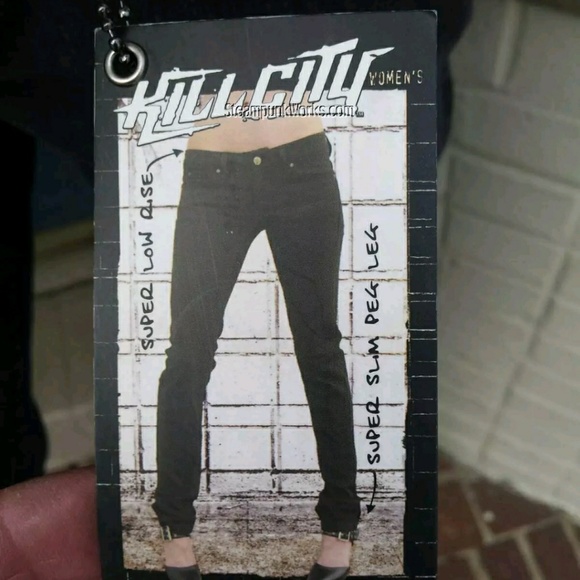 KILL CITY
WOMEN'S
steampunkworks.com
SUPER LOW RISE
SUPER SLIM PEG LEG